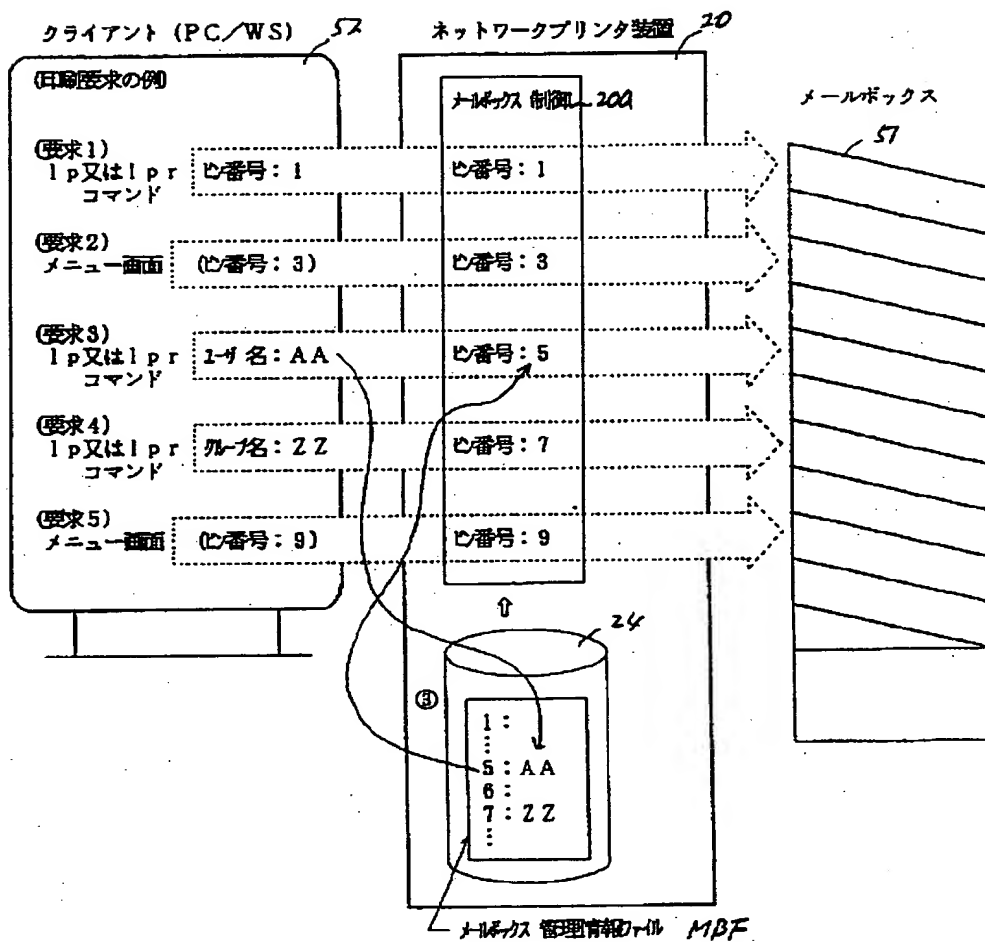 クライアント (PC/WS)
52
ネットワークプリンタ装置
20
(印刷要求の例)
メールボックス 制御
200
メールボックス
51
(要求1)
lp又はlpr
コマンド
ビン番号：1
ビン番号：1
(要求2)
メニュー画面
(ビン番号：3)
ビン番号：3
(要求3)
lp又はlpr
コマンド
ユーザ名：AA
ビン番号：5
(要求4)
lp又はlpr
コマンド
グループ名：ZZ
ビン番号：7
(要求5)
メニュー画面
(ビン番号：9)
ビン番号：9
24
③
1：
5：AA
6：
7：ZZ
メールボックス 管理情報ファイル MBF